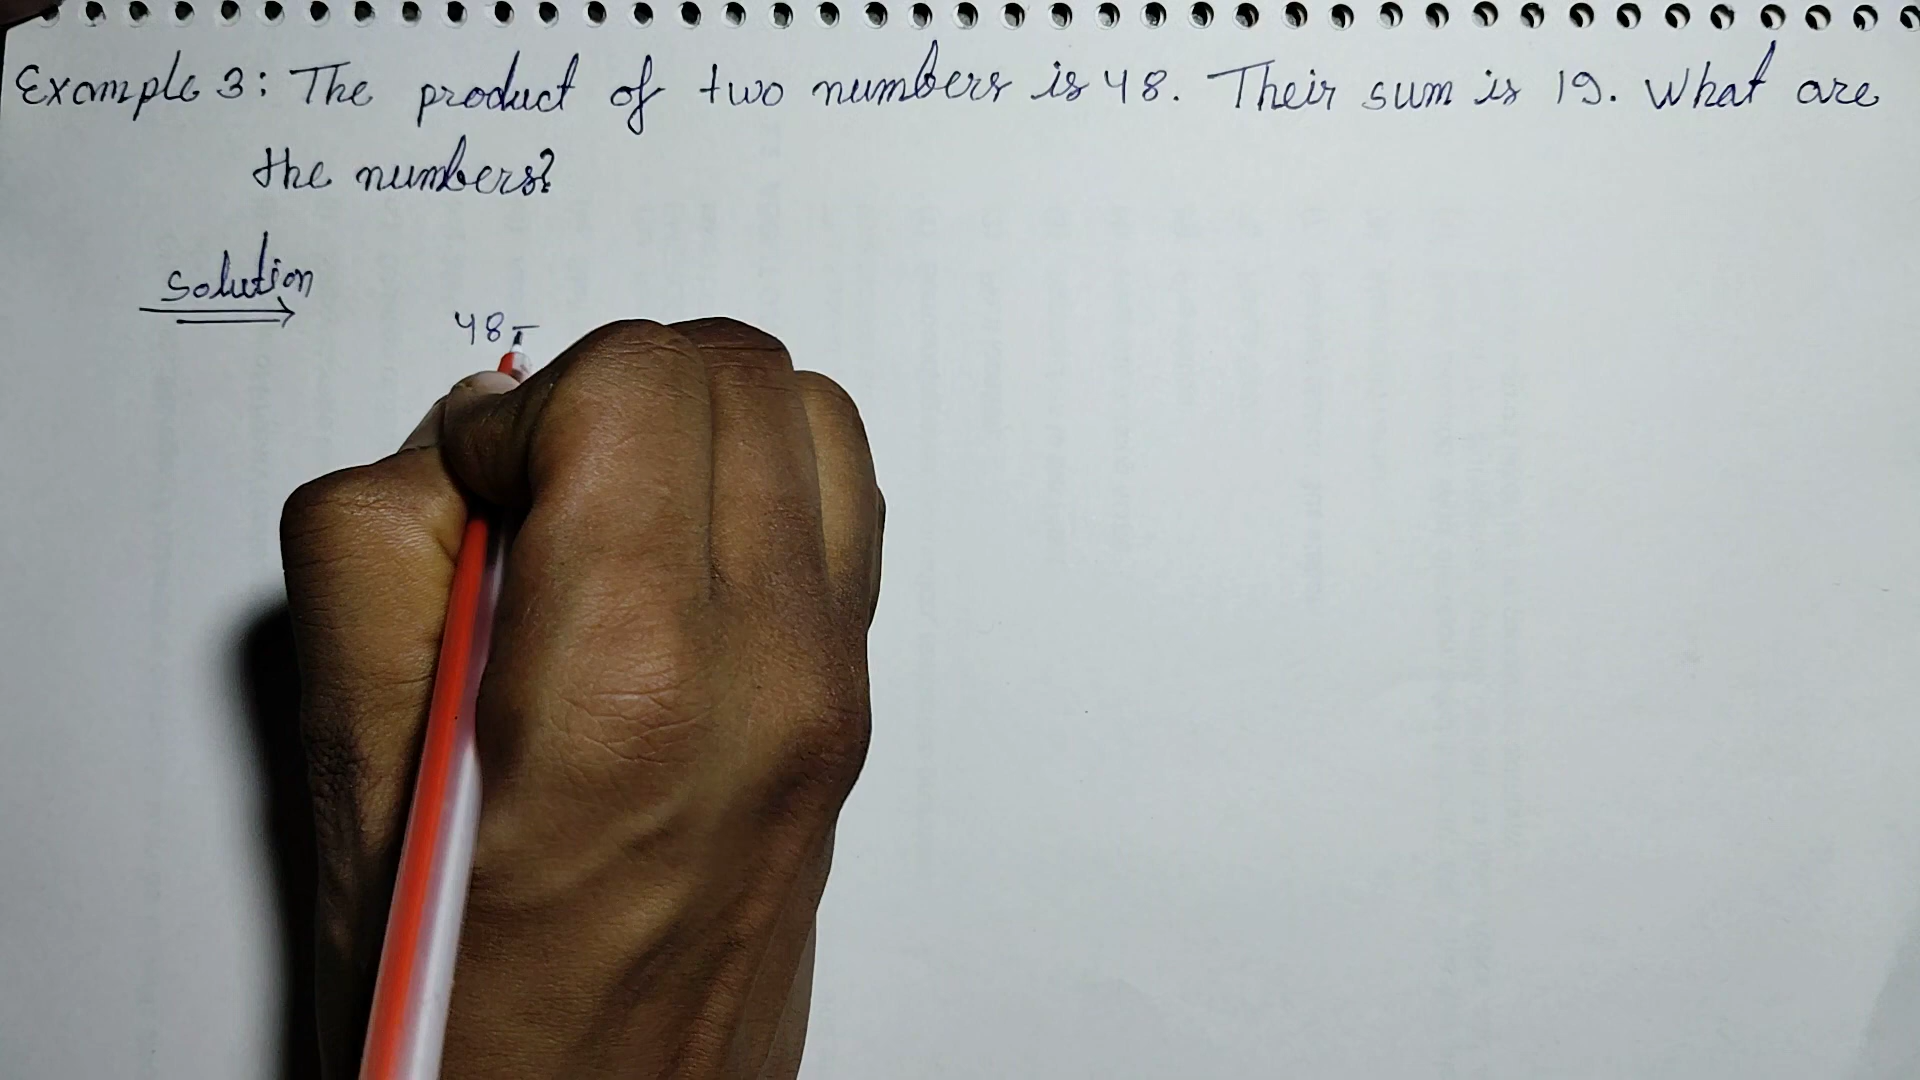 Example 3: The product of two numbers is 48. Their sum is 19. What are
the numbers?
Solution
48 =